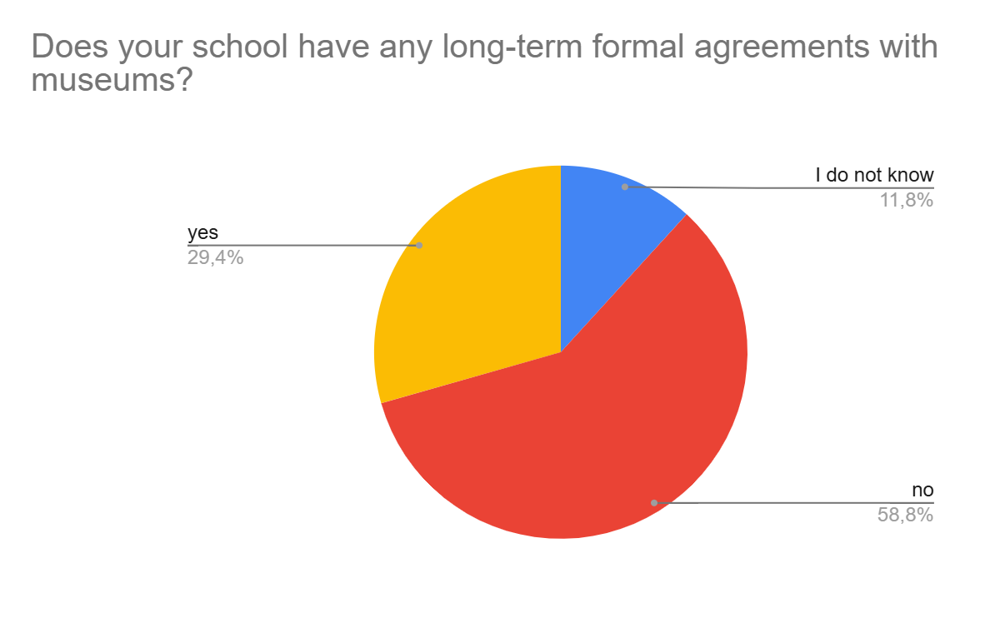 Does your school have any long-term formal agreements with
museums?
I do not know
11,8%
yes
29,4%
no
58,8%